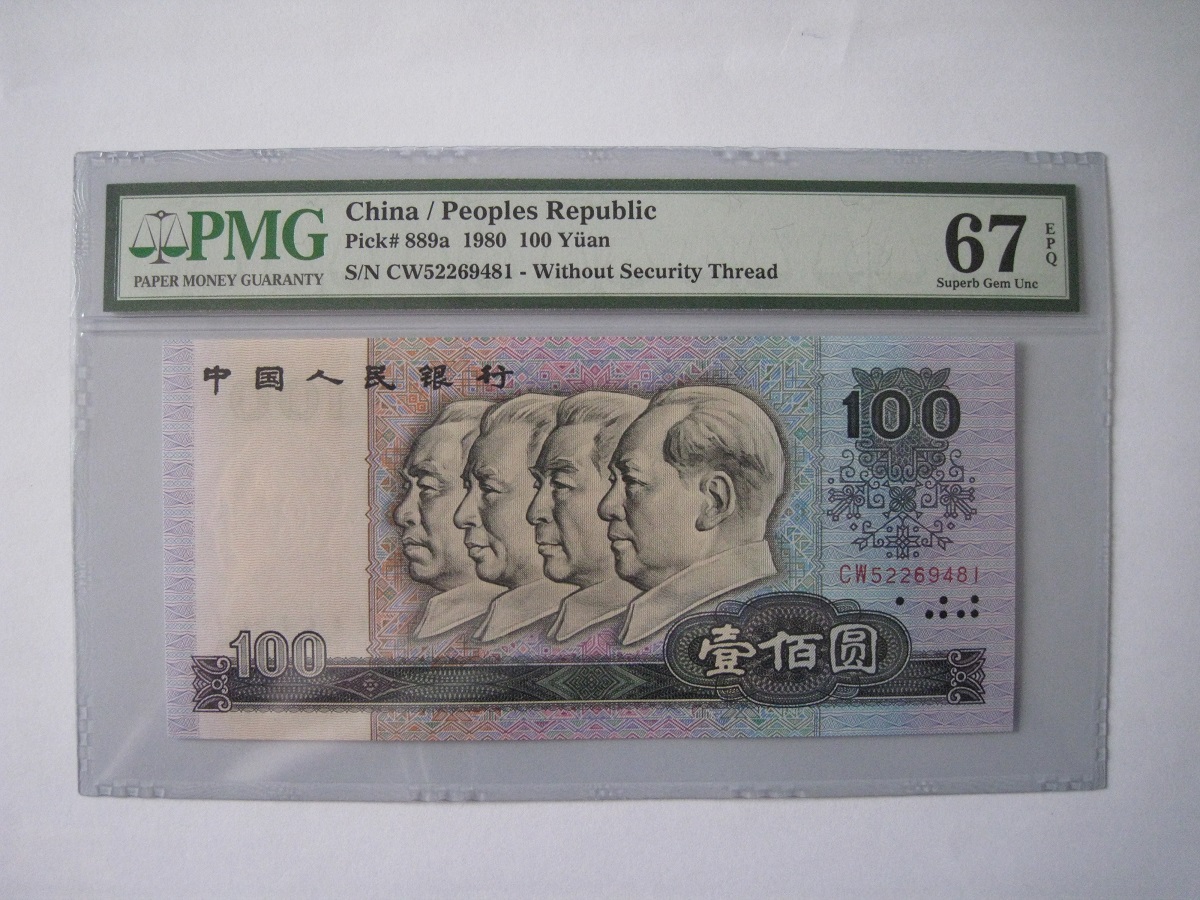 PMG
PAPER MONEY GUARANTY
China / Peoples Republic
Pick# 889a 1980 100 Yüan
S/N CW52269481 - Without Security Thread
67
EPQ
Superb Gem Unc
中国人民银行
100
CW52269481
100
壹佰圆